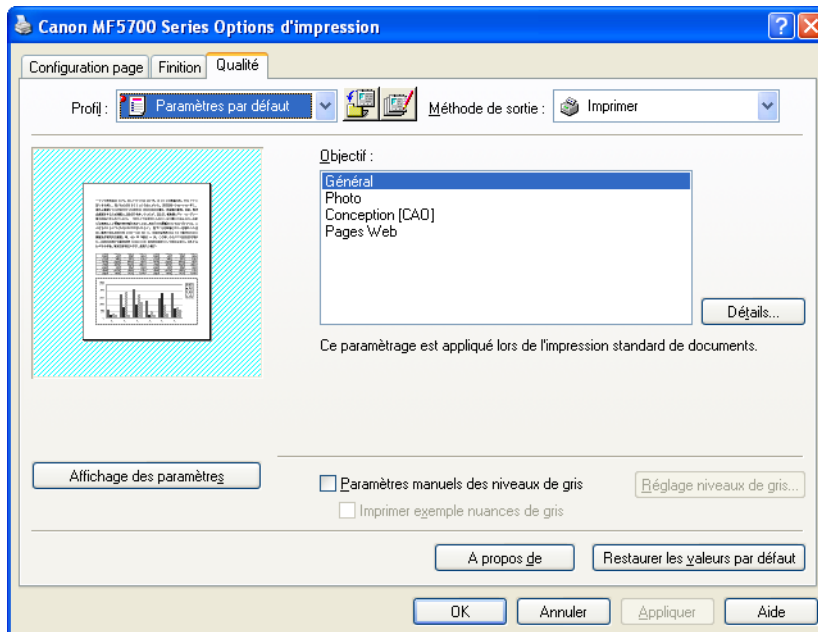 Canon MF5700 Series Options d'impression
Configuration page
Finition
Qualité
Profil :
Paramètres par défaut
Méthode de sortie :
Imprimer
Objectif :
Général
Photo
Conception [CAO]
Pages Web
Détails...
Ce paramètrage est appliqué lors de l'impression standard de documents.
Affichage des paramètres
Paramètres manuels des niveaux de gris
Réglage niveaux de gris...
Imprimer exemple nuances de gris
A propos de
Restaurer les valeurs par défaut
OK
Annuler
Appliquer
Aide